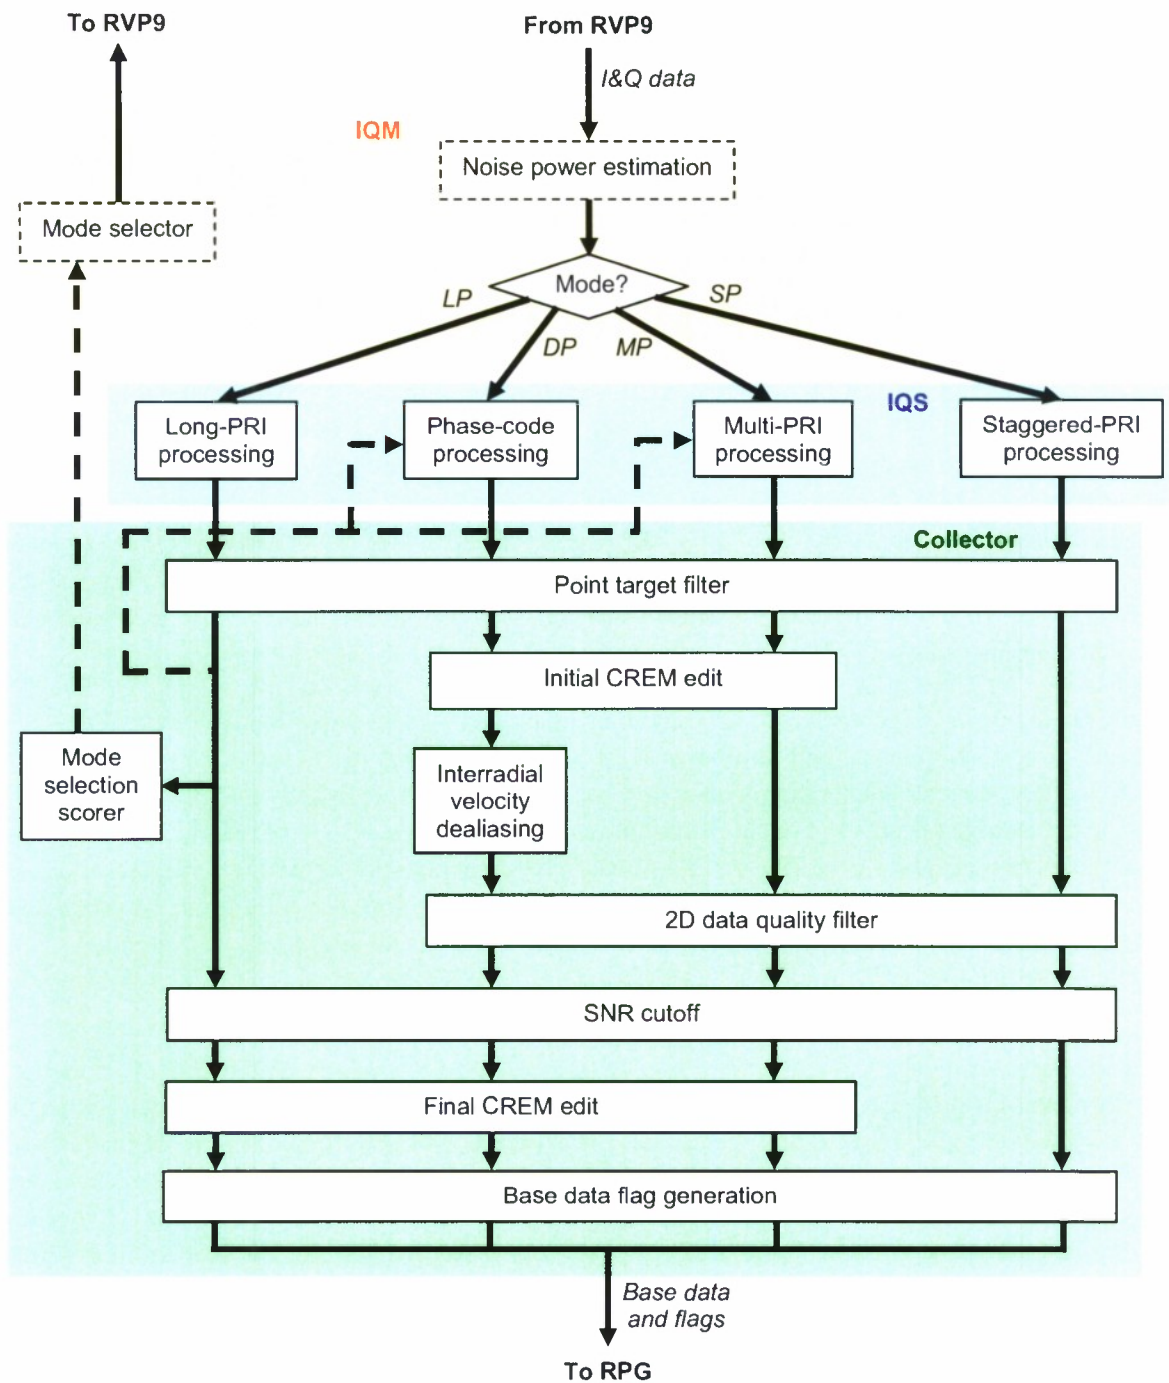 To RVP9
From RVP9
I&Q data
IQM
Noise power estimation
Mode selector
Mode?
LP
DP
MP
SP
IQS
Long-PRI
processing
Phase-code
processing
Multi-PRI
processing
Staggered-PRI
processing
Collector
Point target filter
Initial CREM edit
Mode
selection
scorer
Interradial
velocity
dealiasing
2D data quality filter
SNR cutoff
Final CREM edit
Base data flag generation
Base data
and flags
To RPG